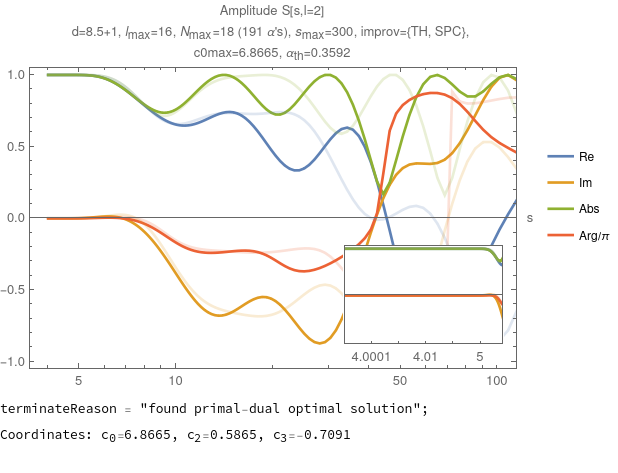 Amplitude S[s,l=2]
d=8.5+1, lmax=16, Nmax=18 (191 α's), smax=300, improv={TH, SPC},
c0max=6.8665, αth=0.3592
1.0
0.5
0.0
-0.5
-1.0
5
10
50
100
s
4.0001
4.01
5
Re
Im
Abs
Arg/π
terminateReason = "found primal-dual optimal solution";
Coordinates: c0=6.8665, c2=0.5865, c3=-0.7091